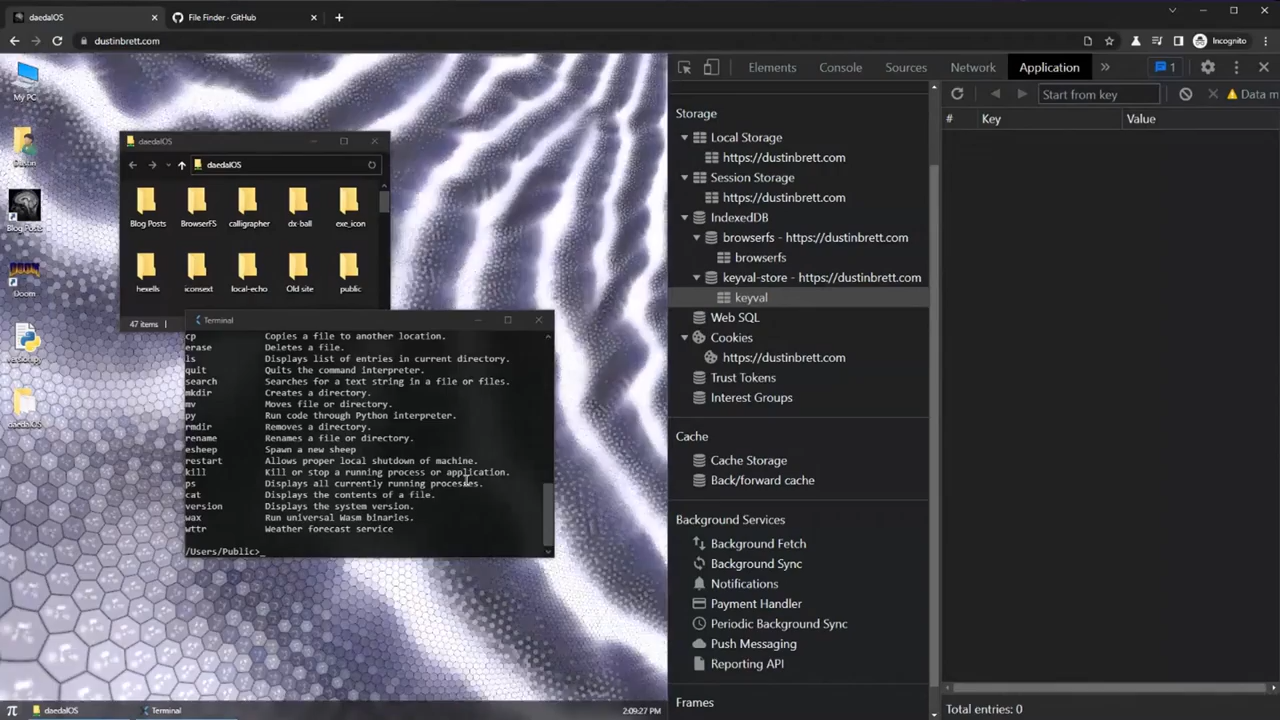 daedalOS
File Finder · GitHub
dustinbrett.com
Incognito
My PC
Dustin
Blog Posts
Doom
daedalOS
daedalOS
daedalOS
Blog Posts
BrowserFS
calligrapher
dx-ball
exe_icon
hexells
iconsext
local-echo
Old site
public
47 items
Terminal
cp Copies a file to another location.
erase Deletes a file.
ls Displays list of entries in current directory.
quit Quits the command interpreter.
search Searches for a text string in a file or files.
mkdir Creates a directory.
mv Moves file or directory.
py Run code through Python interpreter.
rmdir Removes a directory.
rename Renames a file or directory.
esheep Spawn a new sheep
restart Allows proper local shutdown of machine.
kill Kill or stop a running process or application.
ps Displays all currently running processes.
cat Displays the contents of a file.
version Displays the system version.
wax Run universal Wasm binaries.
wttr Weather forecast service
/Users/Public>_
daedalOS
Terminal
2:09:27 PM
Elements Console Sources Network Application » 1
Storage
Local Storage
https://dustinbrett.com
Session Storage
https://dustinbrett.com
IndexedDB
browserfs - https://dustinbrett.com
browserfs
keyval-store - https://dustinbrett.com
keyval
Web SQL
Cookies
https://dustinbrett.com
Trust Tokens
Interest Groups
Cache
Cache Storage
Back/forward cache
Background Services
Background Fetch
Background Sync
Notifications
Payment Handler
Periodic Background Sync
Push Messaging
Reporting API
Frames
Start from key
Data m
# Key Value
Total entries: 0